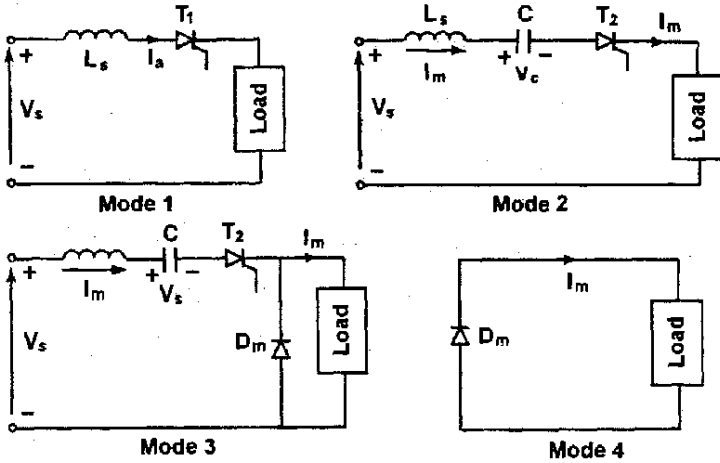 T₁
+ Lₛ Iₐ
Vₛ
Load
−
Mode 1
Lₛ C T₂ Iₘ
+ Iₘ + V꜀ −
Vₛ
Load
−
Mode 2
C T₂ Iₘ
+ Iₘ + Vₛ −
Vₛ
Dₘ
Load
−
Mode 3
Iₘ
Dₘ
Load
Mode 4